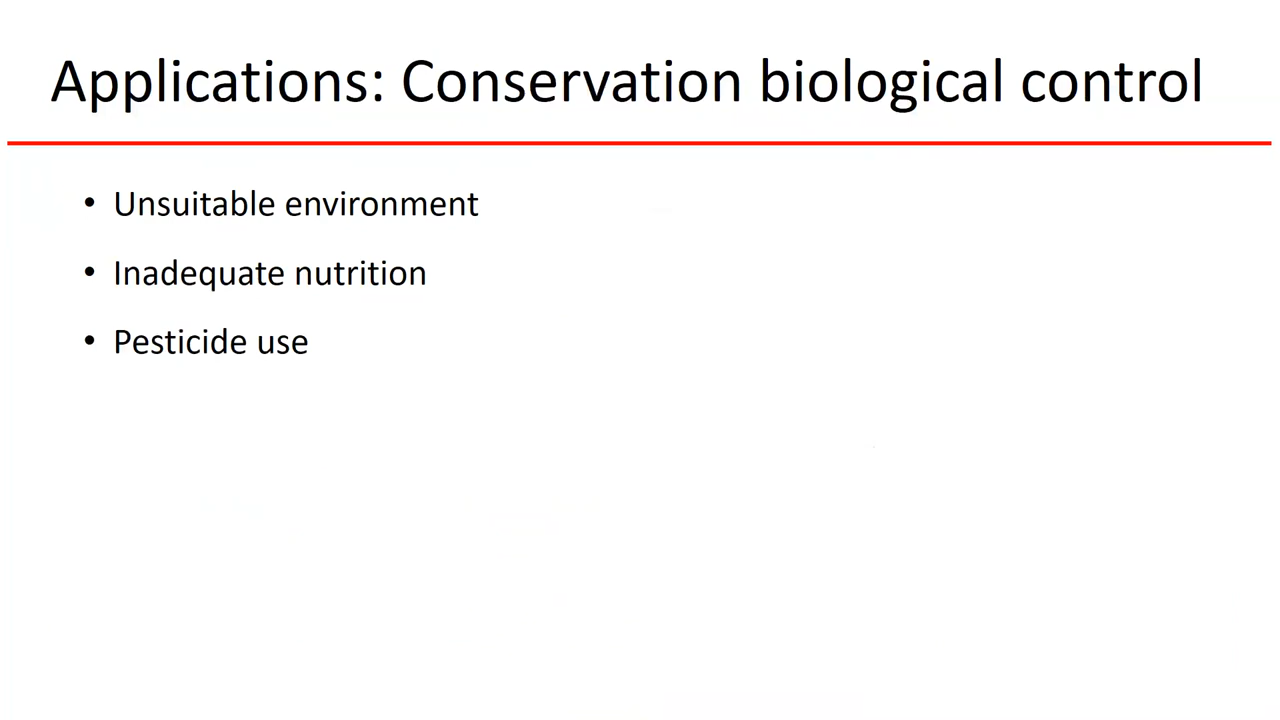 Applications: Conservation biological control
• Unsuitable environment
• Inadequate nutrition
• Pesticide use